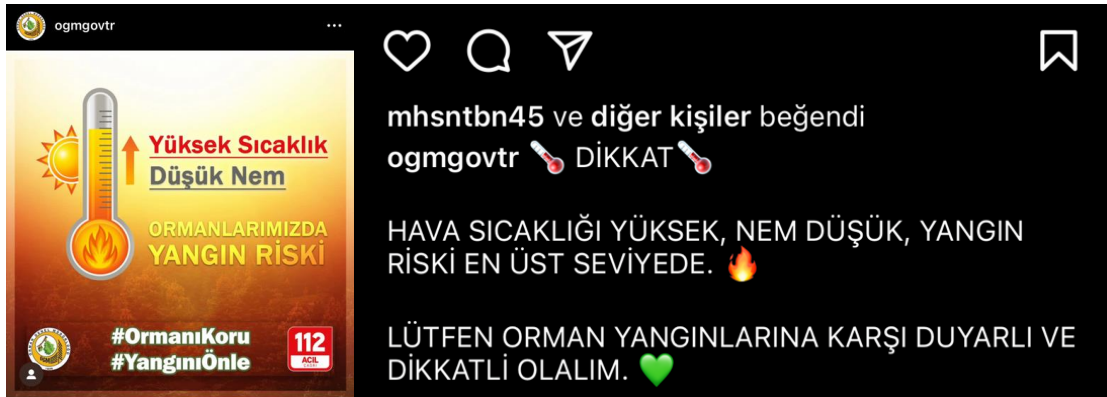 ogmgovtr
Yüksek Sıcaklık
Düşük Nem
ORMANLARIMIZDA
YANGIN RİSKİ
#OrmanıKoru
#YangınıÖnle
112
ACİL
mhsntbn45 ve diğer kişiler beğendi
ogmgovtr 🌡️ DİKKAT🌡️
HAVA SICAKLIĞI YÜKSEK, NEM DÜŞÜK, YANGIN
RİSKİ EN ÜST SEVİYEDE. 🔥
LÜTFEN ORMAN YANGINLARINA KARŞI DUYARLI VE
DİKKATLİ OLALIM. 💚